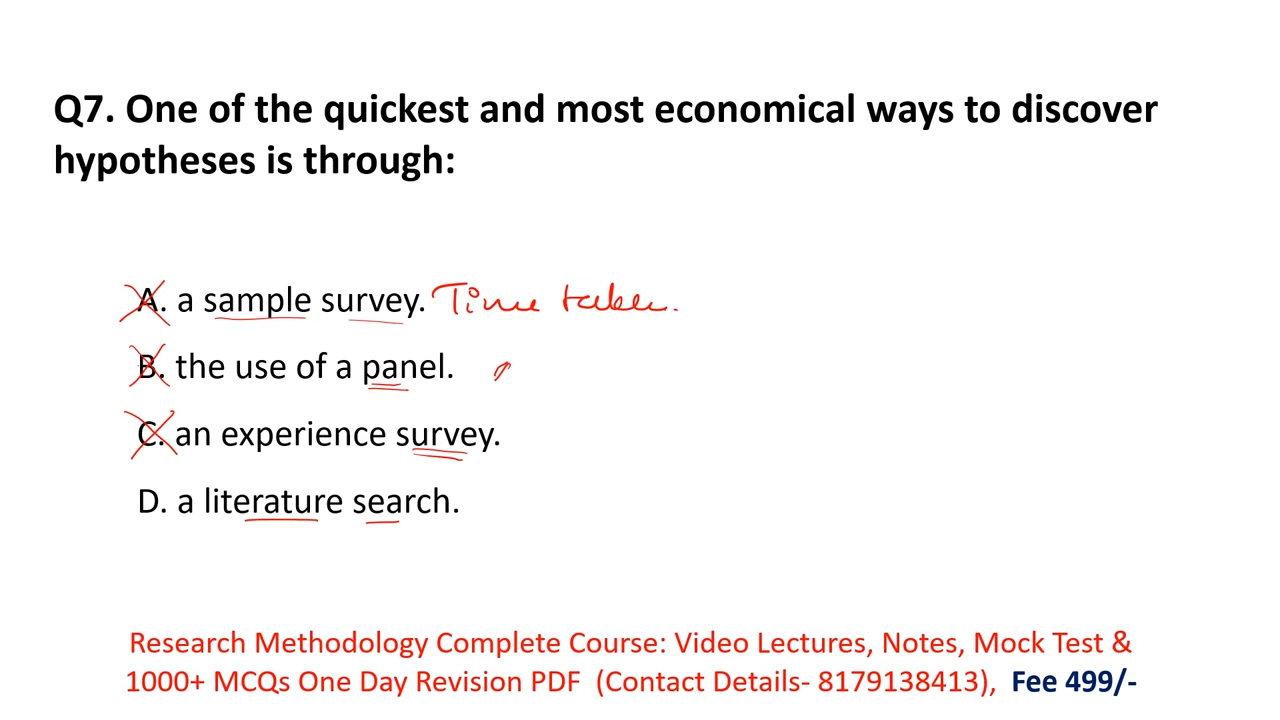 Q7. One of the quickest and most economical ways to discover
hypotheses is through:
A. a sample survey. Time taken.
B. the use of a panel.
C. an experience survey.
D. a literature search.
Research Methodology Complete Course: Video Lectures, Notes, Mock Test &
1000+ MCQs One Day Revision PDF (Contact Details- 8179138413), Fee 499/-